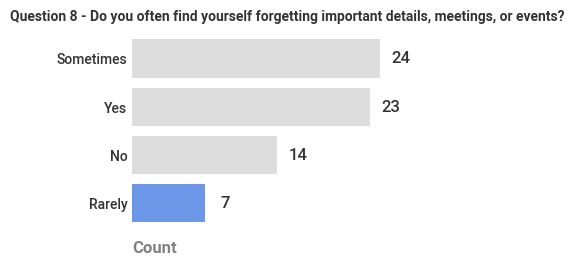 Question 8 - Do you often find yourself forgetting important details, meetings, or events?
Sometimes 24
Yes 23
No 14
Rarely 7
Count